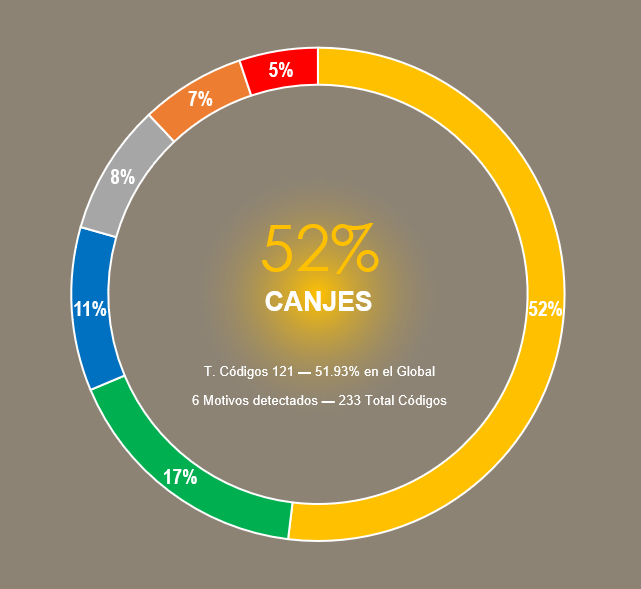 5%
7%
8%
52%
CANJES
11%
52%
T. Códigos 121 — 51.93% en el Global
6 Motivos detectados — 233 Total Códigos
17%